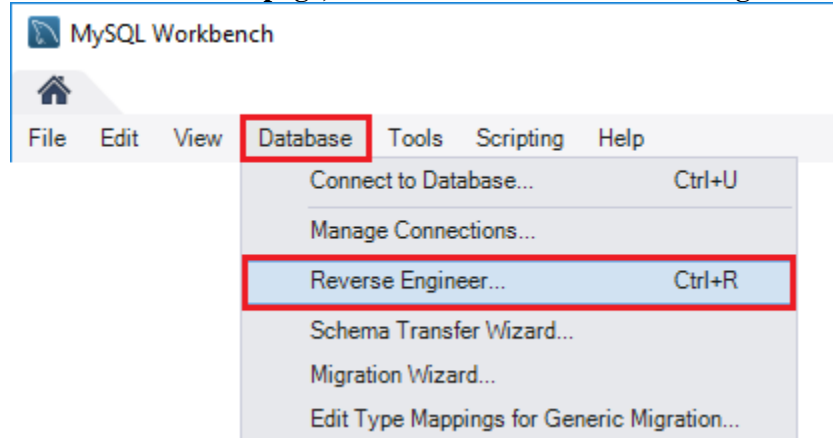 MySQL Workbench
File Edit View Database Tools Scripting Help
Connect to Database... Ctrl+U
Manage Connections...
Reverse Engineer... Ctrl+R
Schema Transfer Wizard...
Migration Wizard...
Edit Type Mappings for Generic Migration...